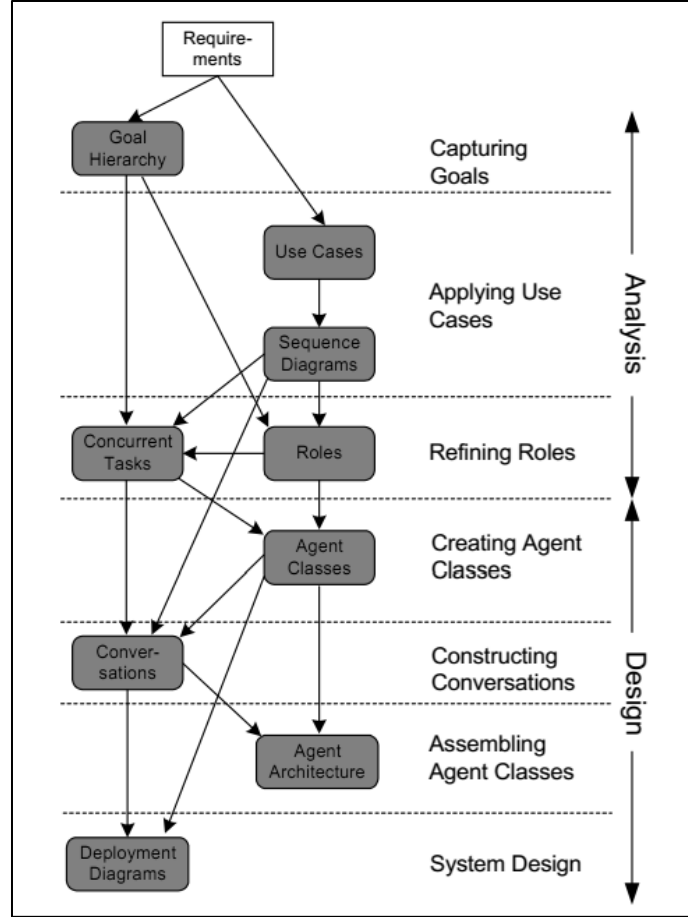 Require-
ments
Goal
Hierarchy
Capturing
Goals
Use Cases
Applying Use
Cases
Sequence
Diagrams
Analysis
Concurrent
Tasks
Roles
Refining Roles
Agent
Classes
Creating Agent
Classes
Conver-
sations
Constructing
Conversations
Design
Agent
Architecture
Assembling
Agent Classes
Deployment
Diagrams
System Design